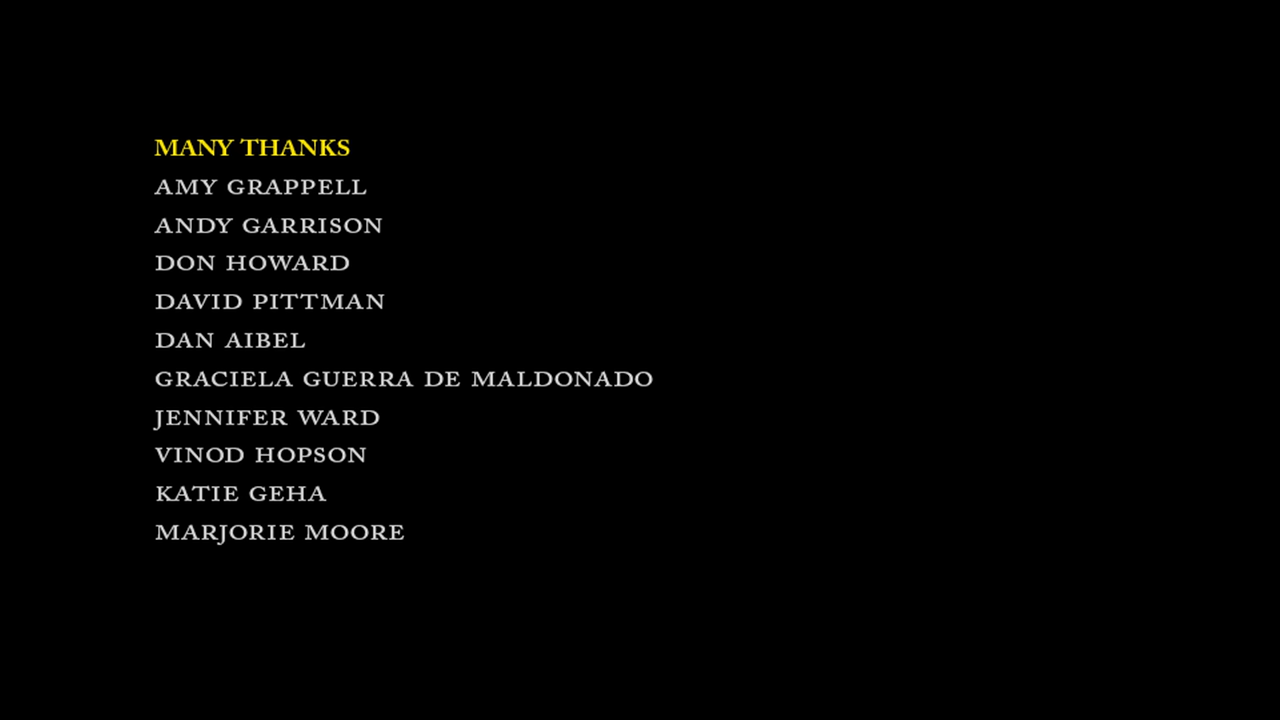 MANY THANKS
AMY GRAPPELL
ANDY GARRISON
DON HOWARD
DAVID PITTMAN
DAN AIBEL
GRACIELA GUERRA DE MALDONADO
JENNIFER WARD
VINOD HOPSON
KATIE GEHA
MARJORIE MOORE